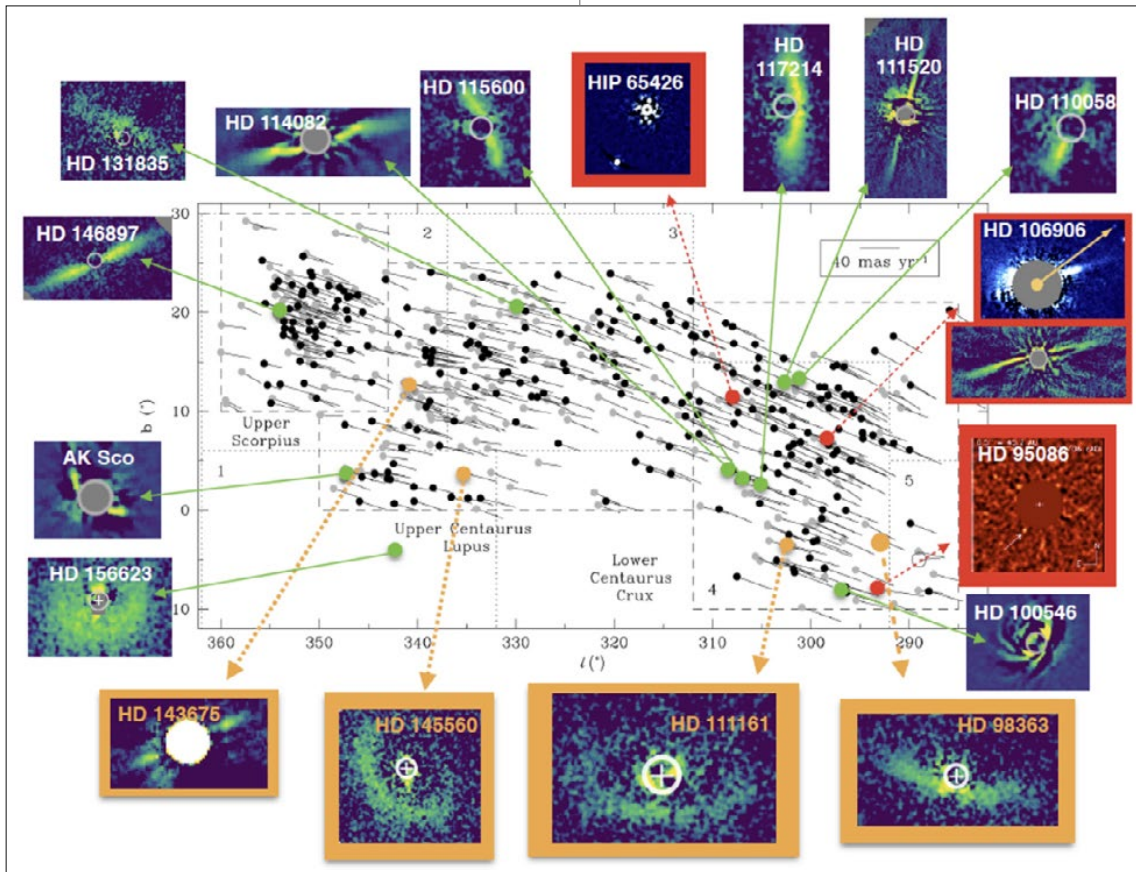 HIP 65426
HD
117214
HD
111520
HD 115600
HD 114082
HD 131835
HD 110058
HD 146897
HD 106906
30
2
3
40 mas yr⁻¹
20
10
b (°)
Upper
Scorpius
HD 95086
AK Sco
1
5
0
Upper Centaurus
Lupus
HD 156623
Lower
Centaurus
Crux
4
10
HD 100546
360
350
340
330
320
310
300
290
l (°)
HD 143675
HD 145560
HD 111161
HD 98363